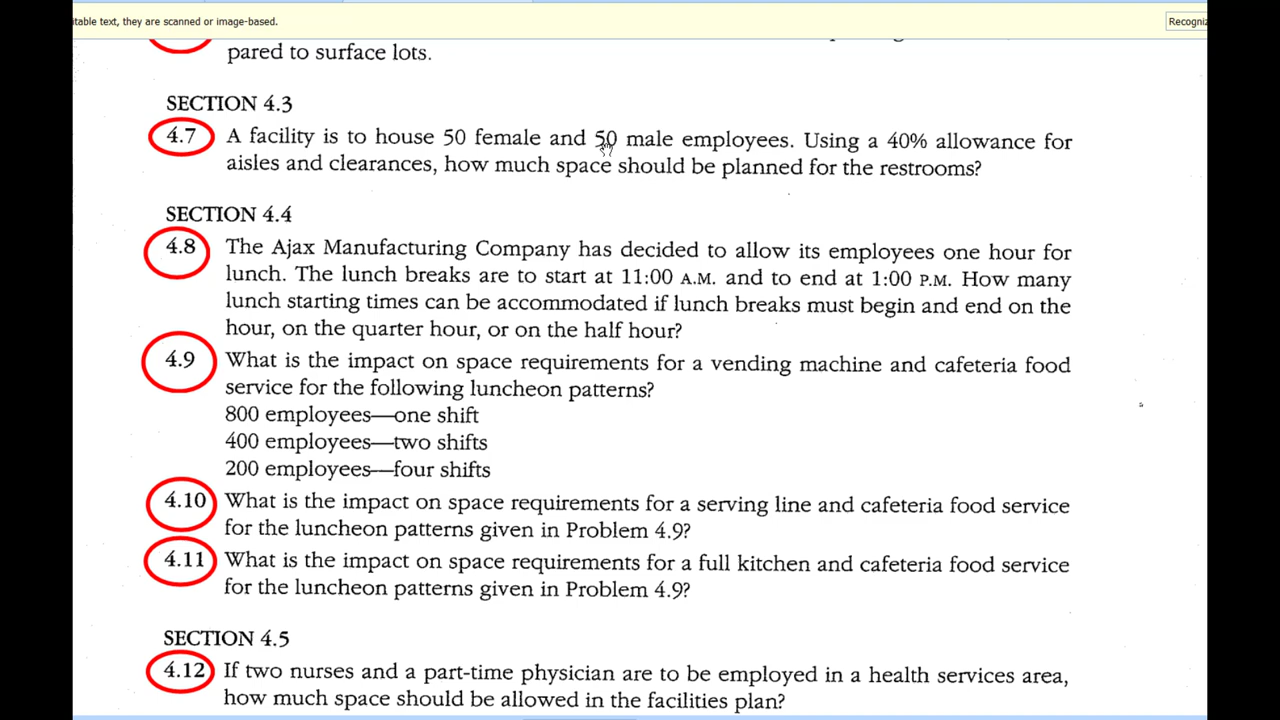 itable text, they are scanned or image-based.
Recogniz
pared to surface lots.
SECTION 4.3
4.7 A facility is to house 50 female and 50 male employees. Using a 40% allowance for
aisles and clearances, how much space should be planned for the restrooms?
SECTION 4.4
4.8 The Ajax Manufacturing Company has decided to allow its employees one hour for
lunch. The lunch breaks are to start at 11:00 A.M. and to end at 1:00 P.M. How many
lunch starting times can be accommodated if lunch breaks must begin and end on the
hour, on the quarter hour, or on the half hour?
4.9 What is the impact on space requirements for a vending machine and cafeteria food
service for the following luncheon patterns?
800 employees—one shift
400 employees—two shifts
200 employees—four shifts
4.10 What is the impact on space requirements for a serving line and cafeteria food service
for the luncheon patterns given in Problem 4.9?
4.11 What is the impact on space requirements for a full kitchen and cafeteria food service
for the luncheon patterns given in Problem 4.9?
SECTION 4.5
4.12 If two nurses and a part-time physician are to be employed in a health services area,
how much space should be allowed in the facilities plan?